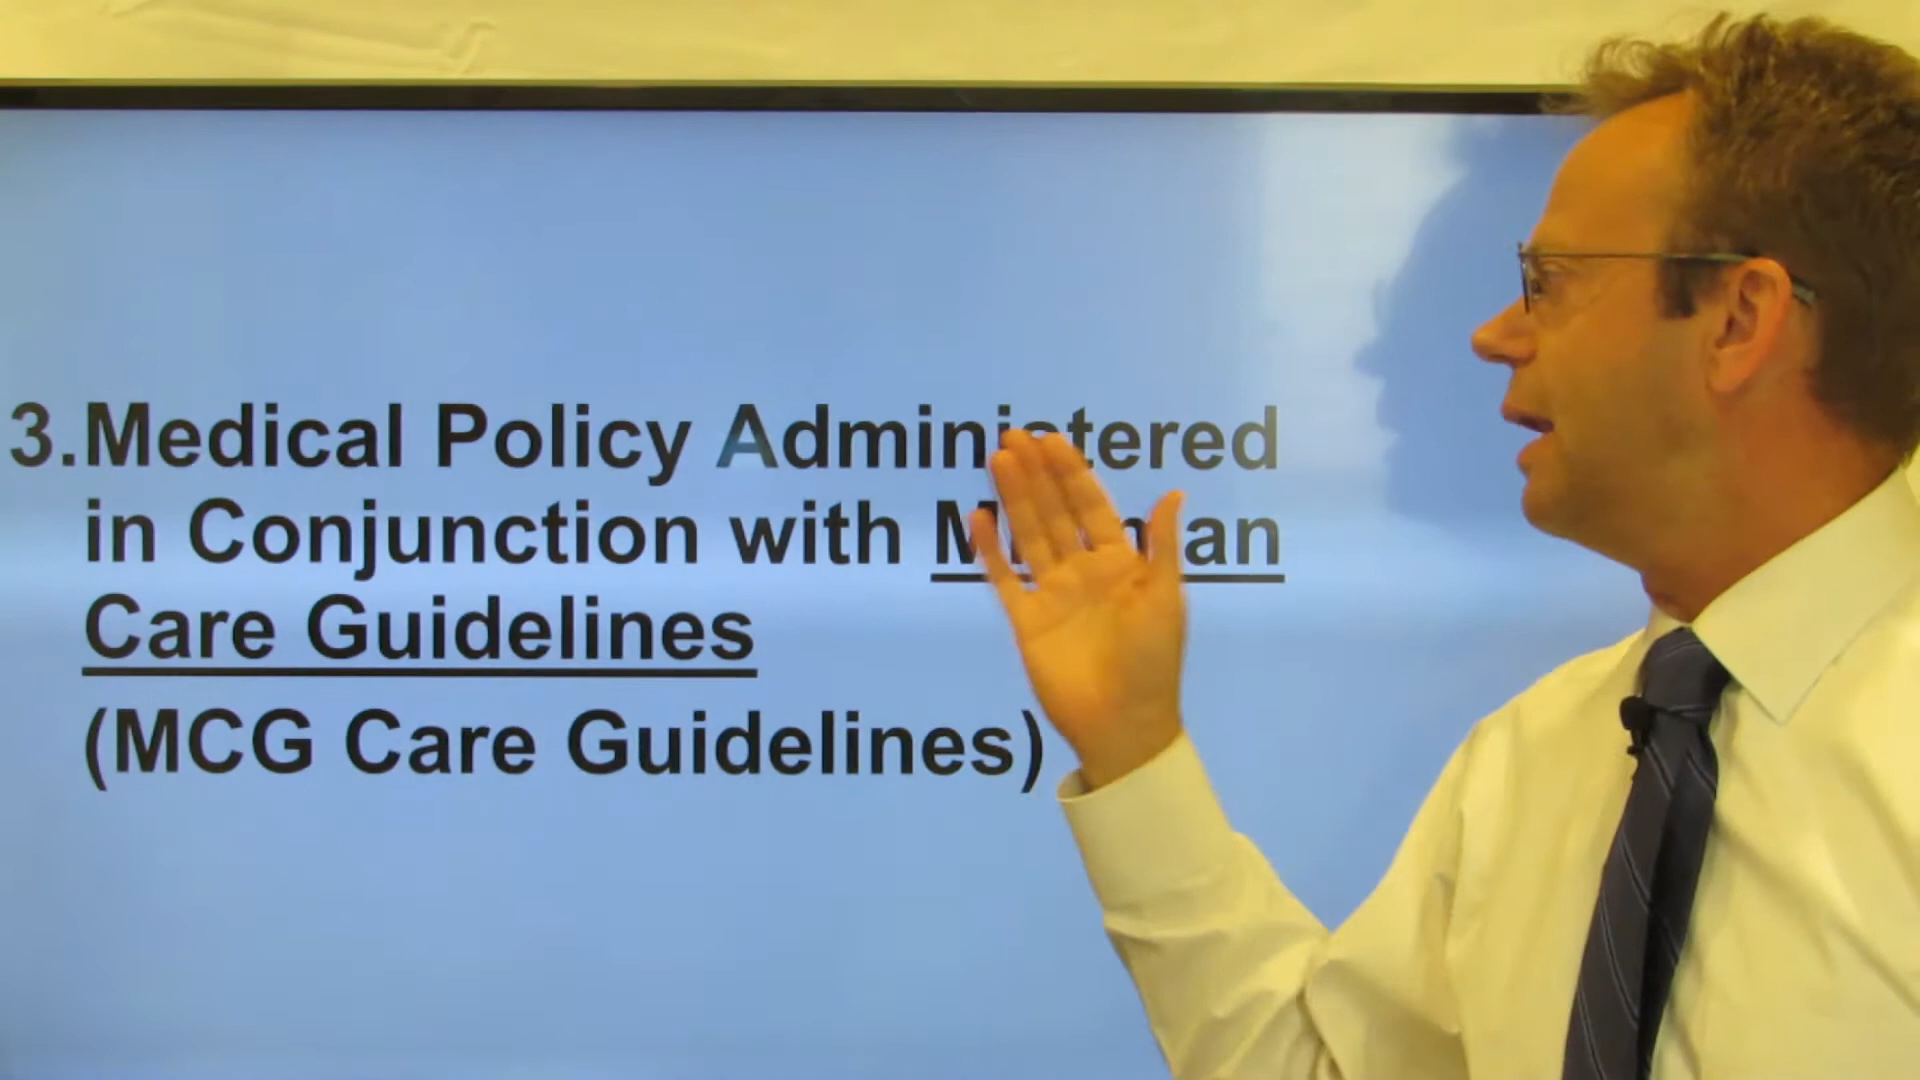 3. Medical Policy Administered
in Conjunction with
Care Guidelines
(MCG Care Guidelines)